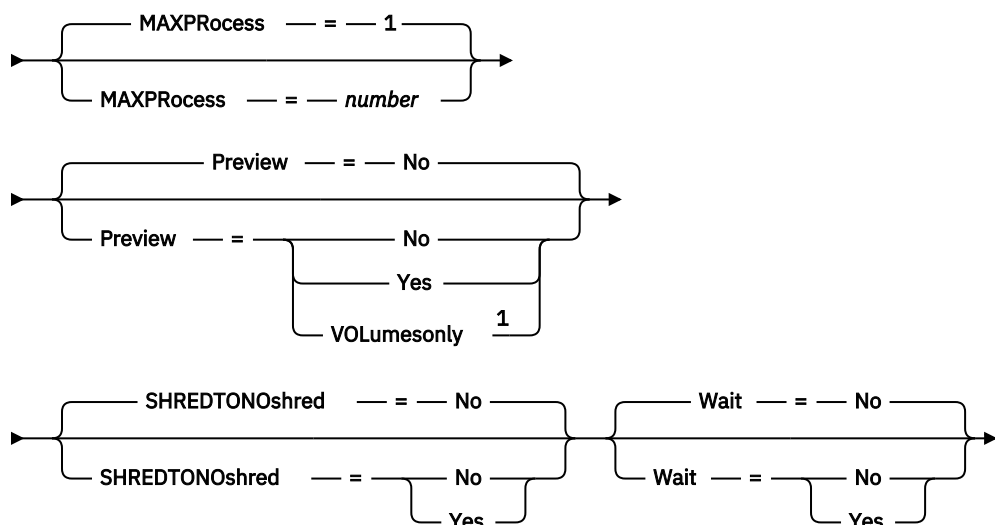 MAXPRocess = 1
MAXPRocess = number
Preview = No
Preview = No
Yes
VOLumesonly 1
SHREDTONOshred = No Wait = No
SHREDTONOshred = No Wait = No
Yes Yes